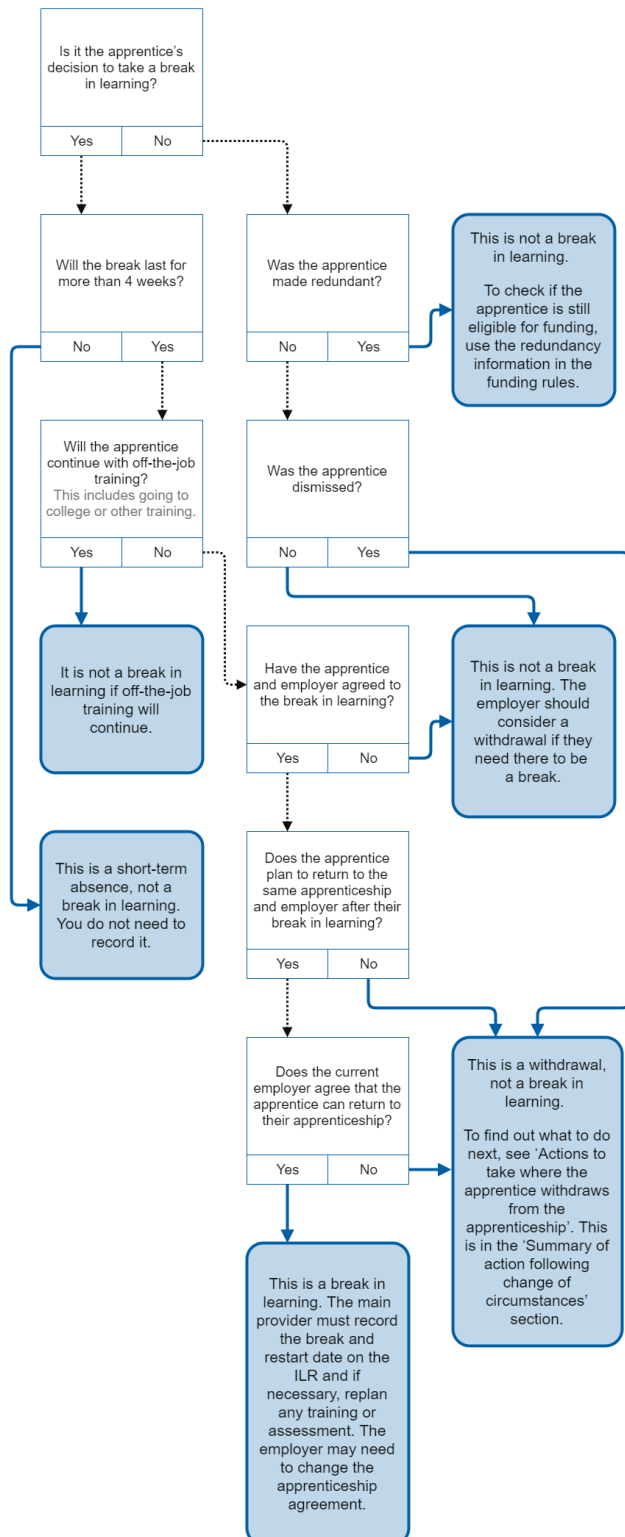 Is it the apprentice's
decision to take a break
in learning?
Yes
No
Will the break last for
more than 4 weeks?
No
Yes
Was the apprentice
made redundant?
No
Yes
This is not a break
in learning.
To check if the
apprentice is still
eligible for funding,
use the redundancy
information in the
funding rules.
Will the apprentice
continue with off-the-job
training?
This includes going to
college or other training.
Yes
No
Was the apprentice
dismissed?
No
Yes
It is not a break in
learning if off-the-job
training will
continue.
Have the apprentice
and employer agreed to
the break in learning?
Yes
No
This is not a break
in learning. The
employer should
consider a
withdrawal if they
need there to be
a break.
This is a short-term
absence, not a
break in learning.
You do not need to
record it.
Does the apprentice
plan to return to the
same apprenticeship
and employer after their
break in learning?
Yes
No
Does the current
employer agree that the
apprentice can return to
their apprenticeship?
Yes
No
This is a withdrawal,
not a break in
learning.
To find out what to do
next, see 'Actions to
take where the
apprentice withdraws
from the
apprenticeship'. This
is in the 'Summary of
action following
change of
circumstances'
section.
This is a break in
learning. The main
provider must record
the break and
restart date on the
ILR and if
necessary, replan
any training or
assessment. The
employer may need
to change the
apprenticeship
agreement.